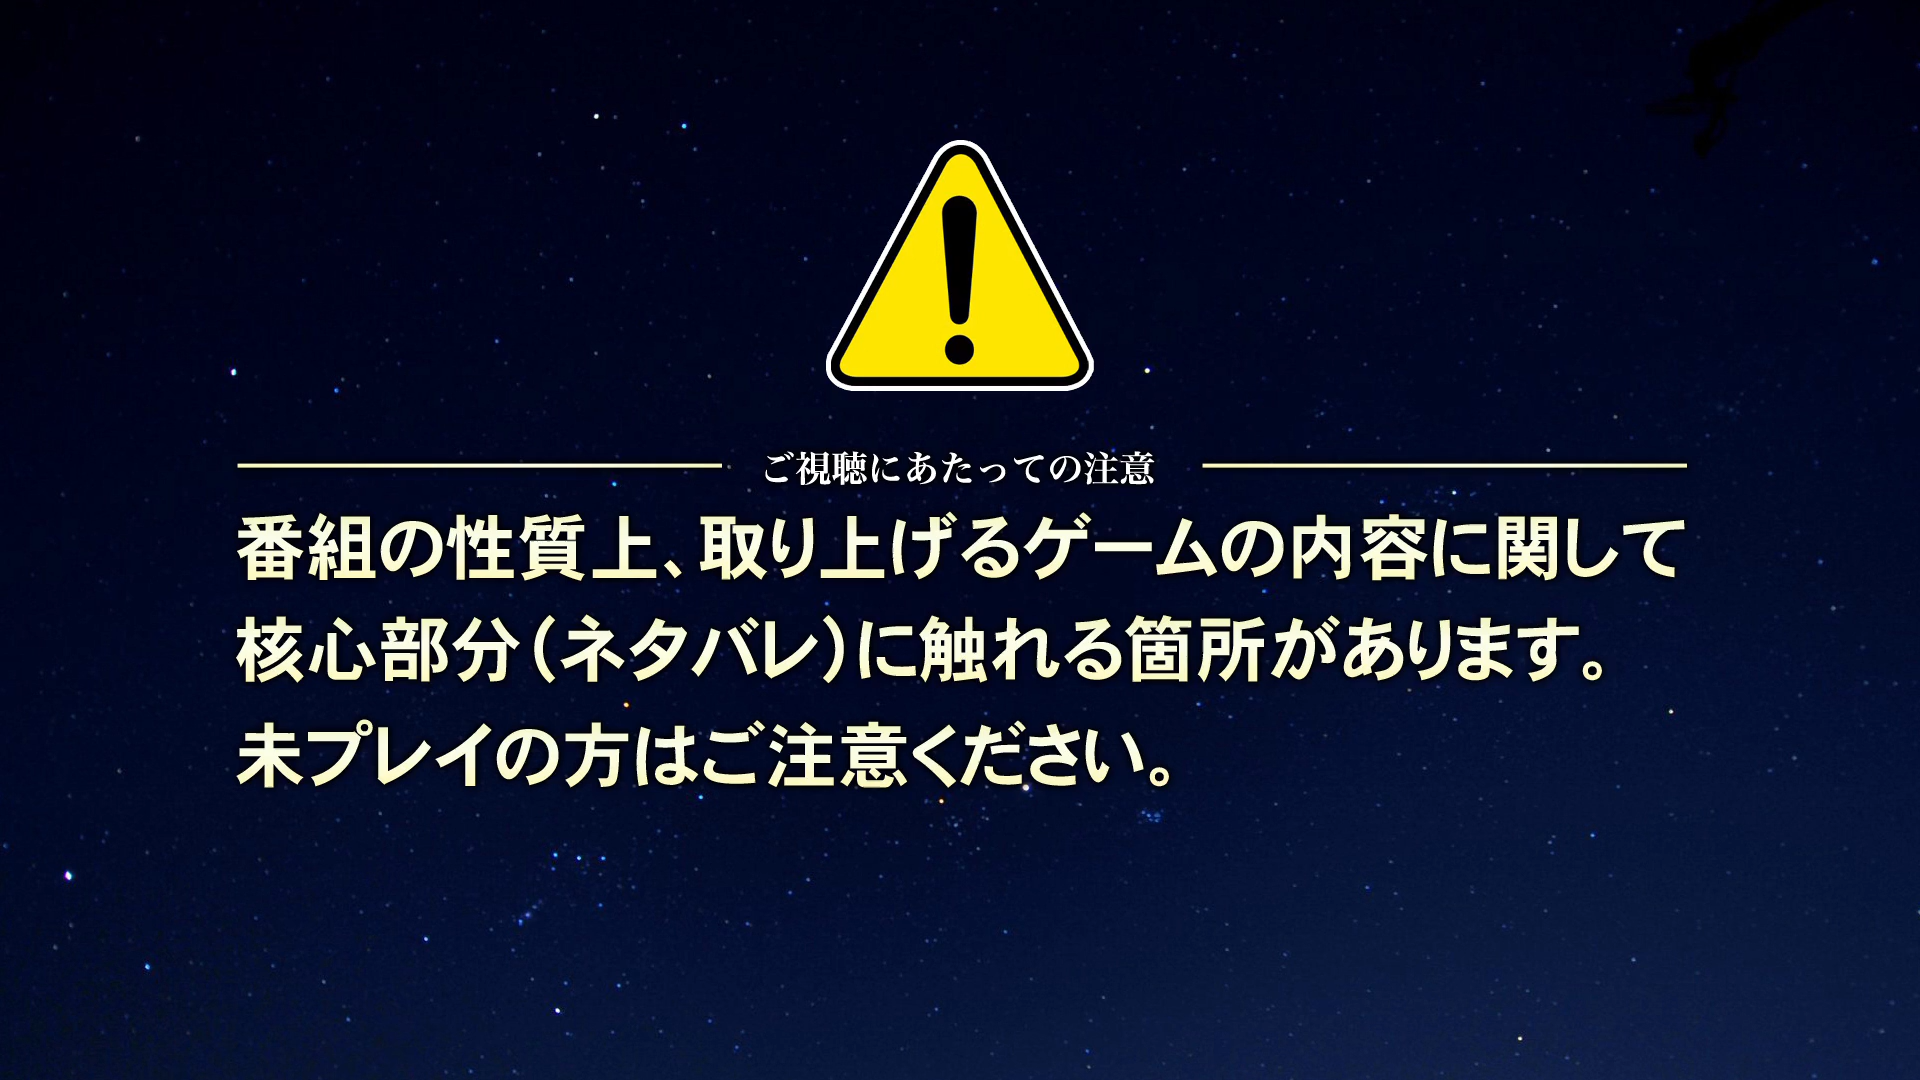 ご視聴にあたっての注意
番組の性質上、取り上げるゲームの内容に関して
核心部分（ネタバレ）に触れる箇所があります。
未プレイの方はご注意ください。